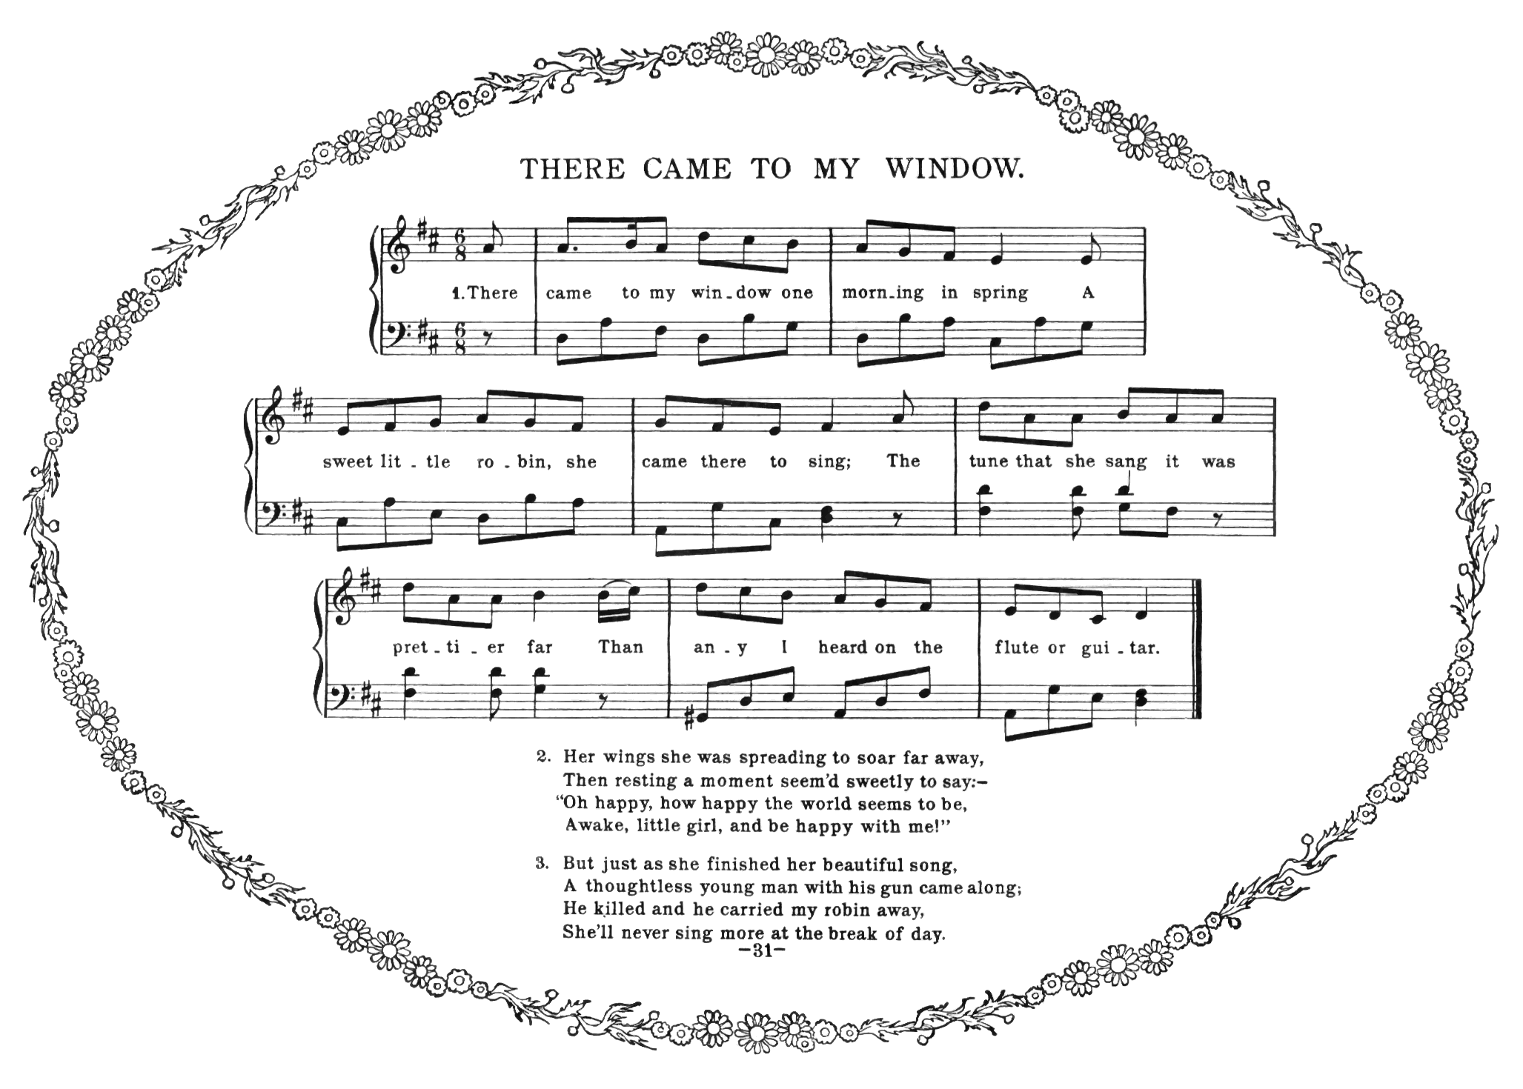 THERE CAME TO MY WINDOW.
1. There came to my win-dow one morn-ing in spring A
sweet lit-tle ro-bin, she came there to sing; The tune that she sang it was
pret-ti-er far Than an-y I heard on the flute or gui-tar.
2. Her wings she was spreading to soar far away,
Then resting a moment seem'd sweetly to say:–
“Oh happy, how happy the world seems to be,
Awake, little girl, and be happy with me!”
3. But just as she finished her beautiful song,
A thoughtless young man with his gun came along;
He killed and he carried my robin away,
She'll never sing more at the break of day.
–31–